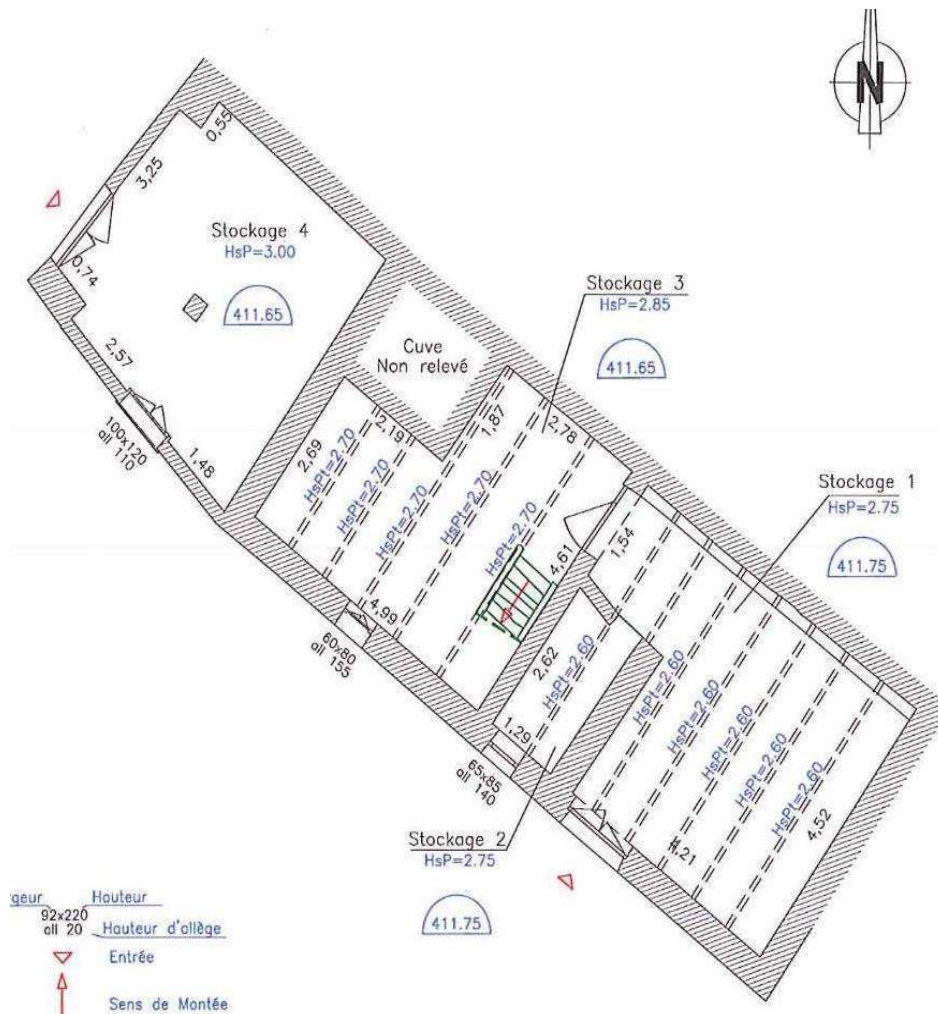 N
0,55
3,25
Stockage 4
HsP=3.00
411.65
0,74
2,57
100x120
all 110
1,48
Cuve
Non relevé
Stockage 3
HsP=2.85
411.65
2,69
2,19
1,87
2,78
HsPt=2.70
HsPt=2.70
HsPt=2.70
HsPt=2.70
HsPt=2.70
4,61
4,99
60x80
all 155
Stockage 1
HsP=2.75
411.75
1,54
2,62
HsPt=2.60
1,29
65x85
all 140
HsPt=2.60
HsPt=2.60
HsPt=2.60
HsPt=2.60
HsPt=2.60
4,52
4,21
Stockage 2
HsP=2.75
411.75
geur Hauteur
92x220
all 20 Hauteur d'allège
Entrée
Sens de Montée